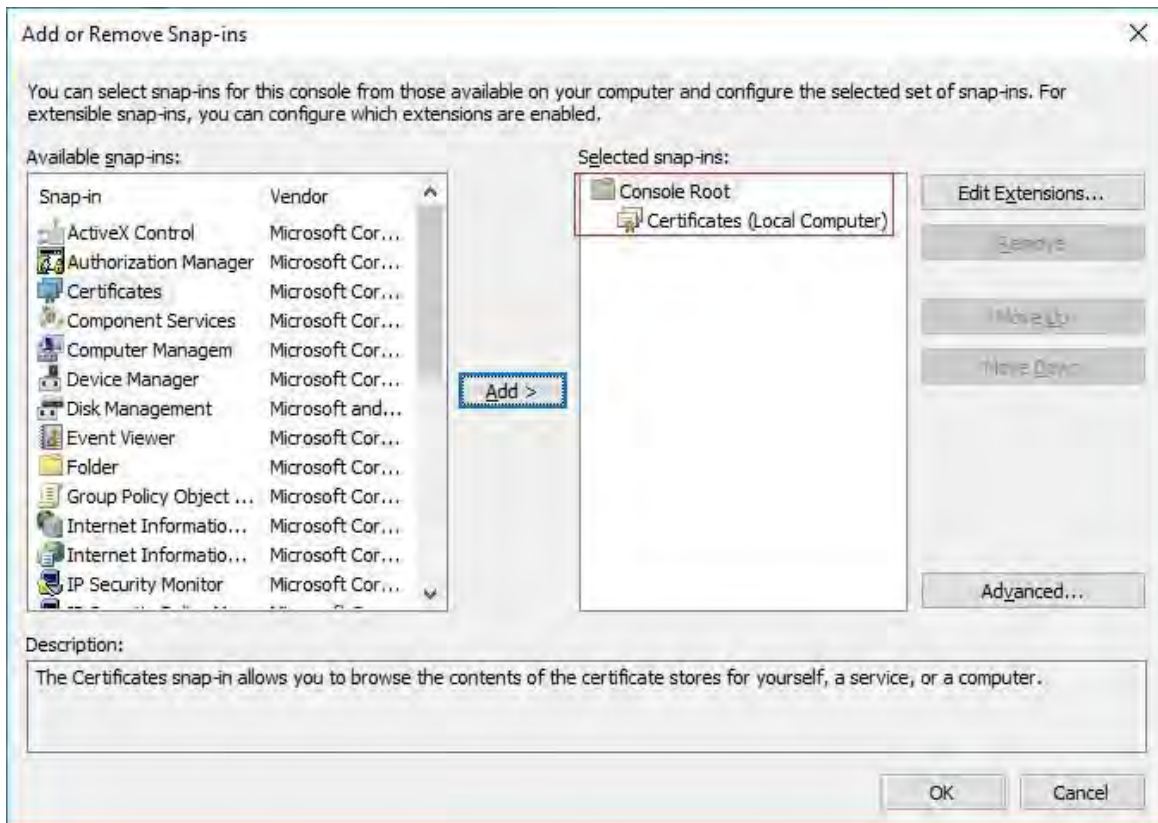 Add or Remove Snap-ins
You can select snap-ins for this console from those available on your computer and configure the selected set of snap-ins. For
extensible snap-ins, you can configure which extensions are enabled.
Available snap-ins:
Snap-in Vendor
ActiveX Control Microsoft Cor...
Authorization Manager Microsoft Cor...
Certificates Microsoft Cor...
Component Services Microsoft Cor...
Computer Managem Microsoft Cor...
Device Manager Microsoft Cor...
Disk Management Microsoft and...
Event Viewer Microsoft Cor...
Folder Microsoft Cor...
Group Policy Object ... Microsoft Cor...
Internet Informatio... Microsoft Cor...
Internet Informatio... Microsoft Cor...
IP Security Monitor Microsoft Cor...
Add >
Selected snap-ins:
Console Root
Certificates (Local Computer)
Edit Extensions...
Remove
Move Up
Move Down
Advanced...
Description:
The Certificates snap-in allows you to browse the contents of the certificate stores for yourself, a service, or a computer.
OK Cancel